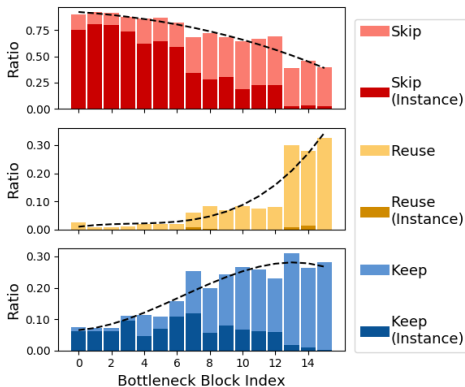 Ratio
0.75
0.50
0.25
0.00
Ratio
0.30
0.20
0.10
0.00
Ratio
0.30
0.20
0.10
0.00
0 2 4 6 8 10 12 14
Bottleneck Block Index
Skip
Skip
(Instance)
Reuse
Reuse
(Instance)
Keep
Keep
(Instance)